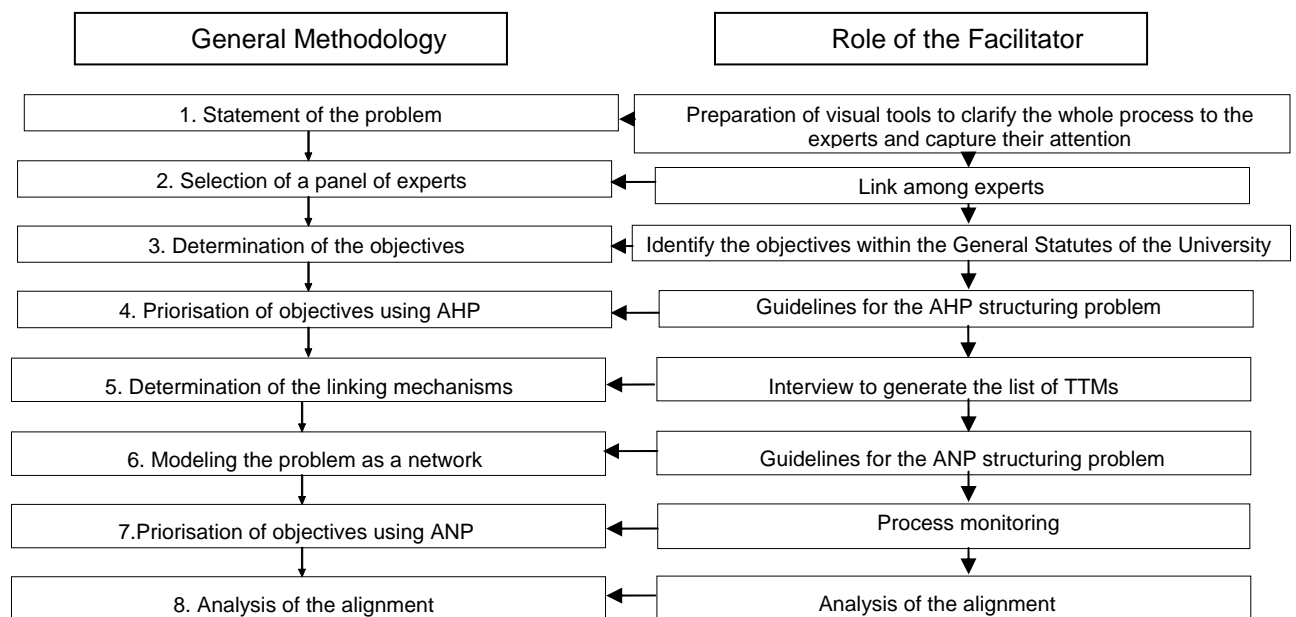 General Methodology
Role of the Facilitator
1. Statement of the problem
Preparation of visual tools to clarify the whole process to the
experts and capture their attention
2. Selection of a panel of experts
Link among experts
3. Determination of the objectives
Identify the objectives within the General Statutes of the University
4. Priorisation of objectives using AHP
Guidelines for the AHP structuring problem
5. Determination of the linking mechanisms
Interview to generate the list of TTMs
6. Modeling the problem as a network
Guidelines for the ANP structuring problem
7.Priorisation of objectives using ANP
Process monitoring
8. Analysis of the alignment
Analysis of the alignment